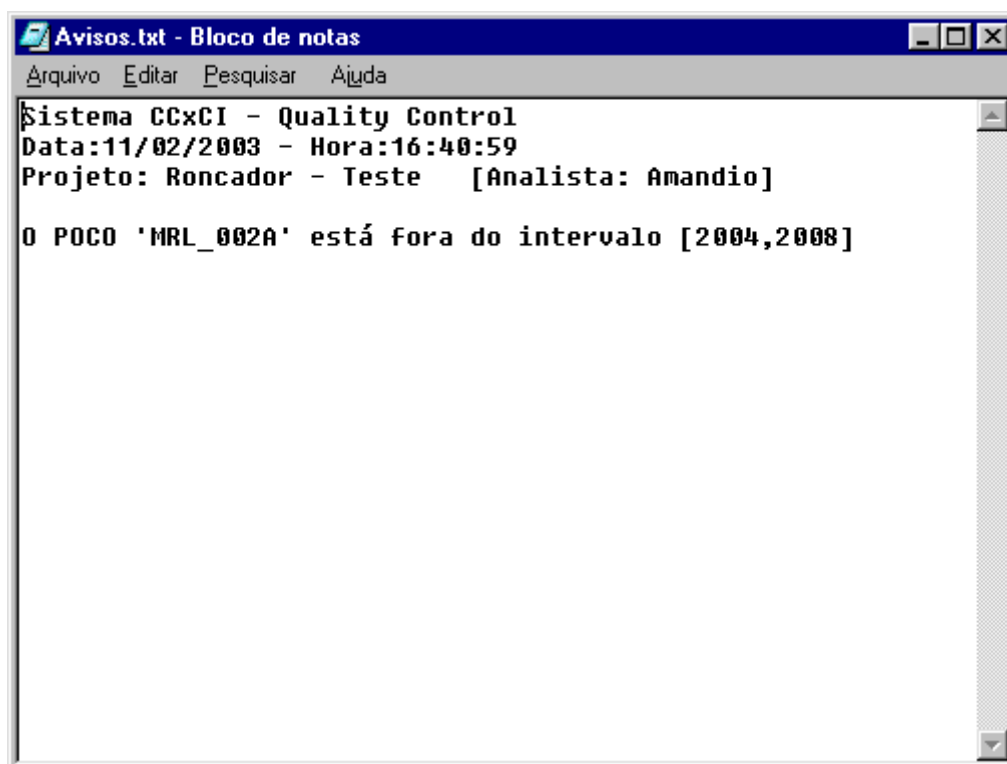 Avisos.txt - Bloco de notas
Arquivo Editar Pesquisar Ajuda
Sistema CCxCI - Quality Control
Data:11/02/2003 - Hora:16:40:59
Projeto: Roncador - Teste   [Analista: Amandio]
O POCO 'MRL_002A' está fora do intervalo [2004,2008]